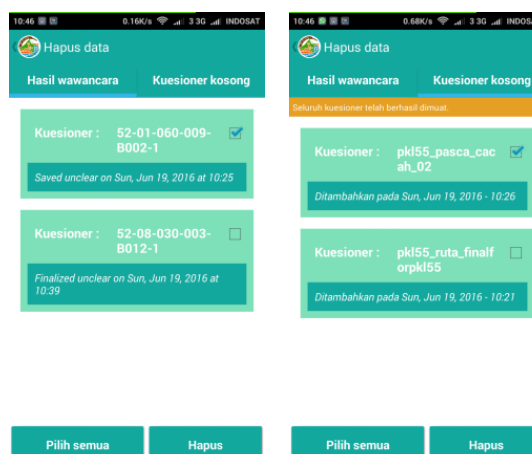 10:46 0.16K/s 3 3G INDOSAT
Hapus data
Hasil wawancara Kuesioner kosong
Kuesioner : 52-01-060-009-
B002-1
Saved unclear on Sun, Jun 19, 2016 at 10:25
Kuesioner : 52-08-030-003-
B012-1
Finalized unclear on Sun, Jun 19, 2016 at
10:39
Pilih semua Hapus
10:46 0.68K/s 3 3G INDOSA
Hapus data
Hasil wawancara Kuesioner kosong
Seluruh kuesioner telah berhasil dimuat.
Kuesioner : pkl55_pasca_cac
ah_02
Ditambahkan pada Sun, Jun 19, 2016 - 10:26
Kuesioner : pkl55_ruta_finalf
orpkl55
Ditambahkan pada Sun, Jun 19, 2016 - 10:21
Pilih semua Hapus